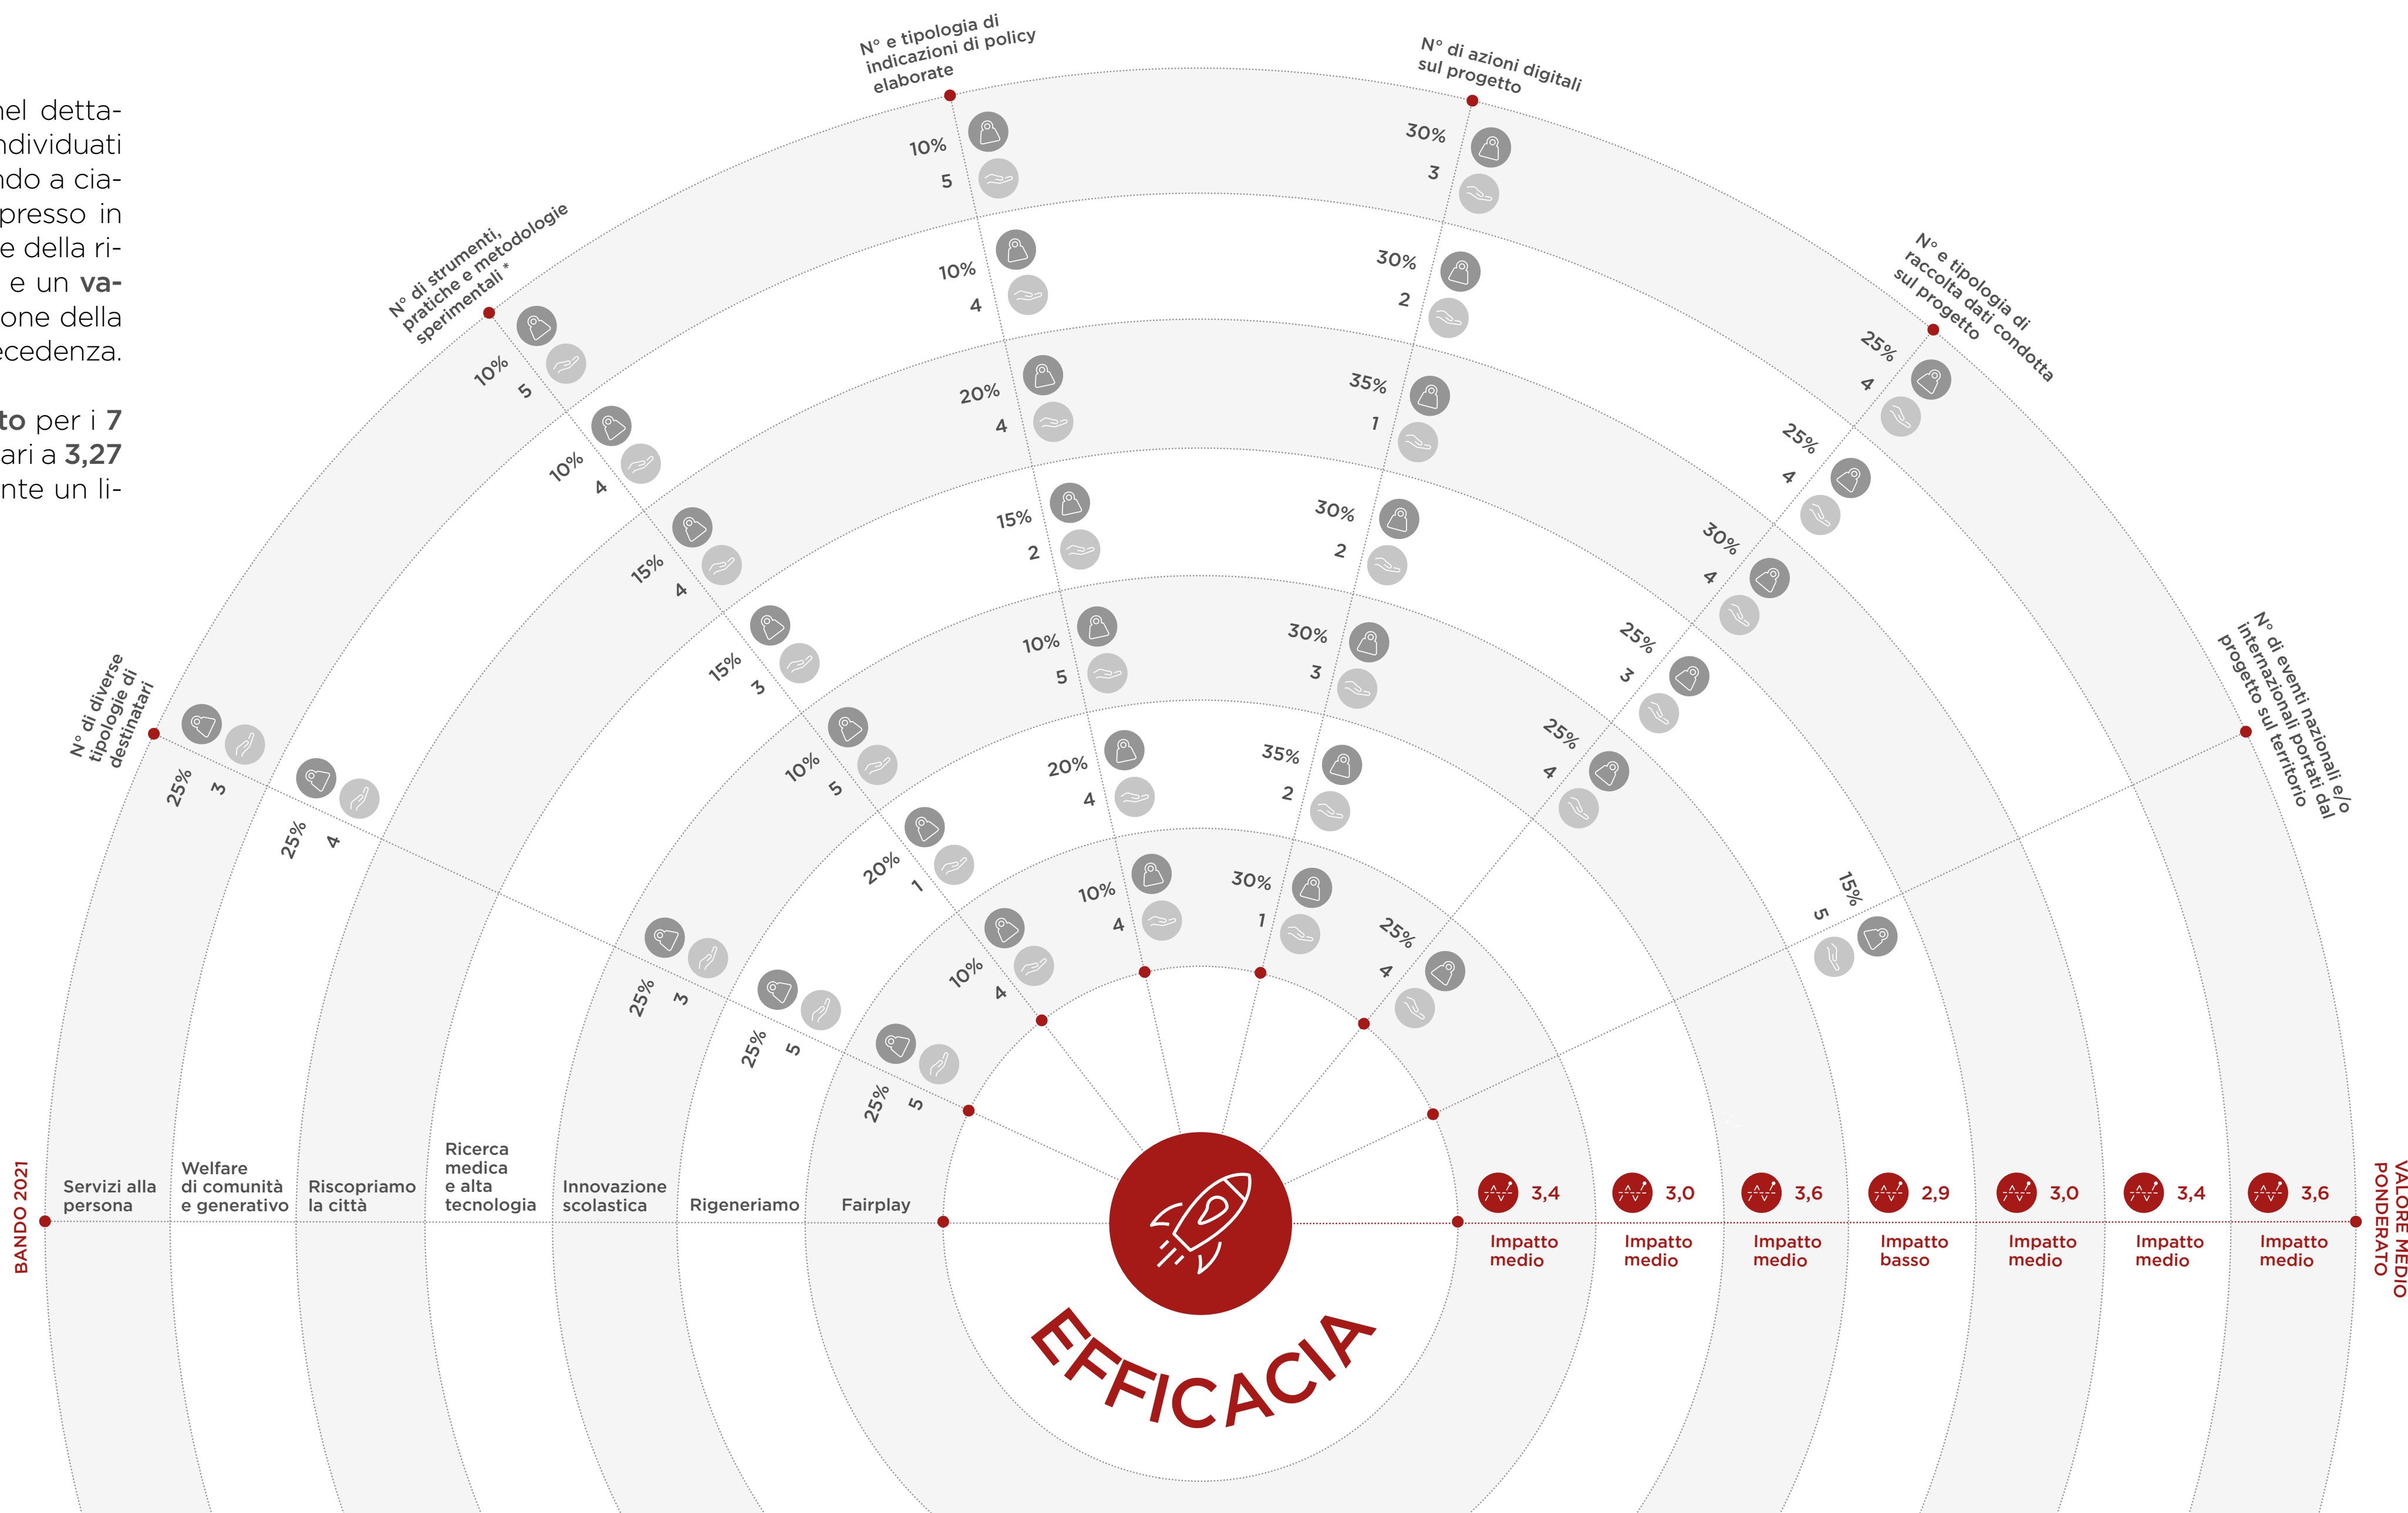 nel detta-
ndividuati
ndo a cia-
presso in
e della ri-
e un va-
one della
ecedenza.
to per i 7
ari a 3,27
nte un li-
N° di diverse
tipologie di
destinatari
25%
3
25%
4
25%
3
25%
5
25%
5
N° di strumenti,
pratiche e metodologie
sperimentali *
10%
5
10%
4
15%
4
15%
3
10%
5
20%
1
10%
4
N° e tipologia di
indicazioni di policy
elaborate
10%
5
10%
4
20%
4
15%
2
10%
5
20%
4
10%
4
N° di azioni digitali
sul progetto
30%
3
30%
2
35%
1
30%
2
30%
3
35%
2
30%
1
N° e tipologia di
raccolta dati condotta
sul progetto
25%
4
25%
4
30%
4
25%
3
25%
4
25%
4
N° di eventi nazionali e/o
internazionali portati dal
progetto sul territorio
15%
5
BANDO 2021
Servizi alla
persona
Welfare
di comunità
e generativo
Riscopriamo
la città
Ricerca
medica
e alta
tecnologia
Innovazione
scolastica
Rigeneriamo
Fairplay
3,4
Impatto
medio
3,0
Impatto
medio
3,6
Impatto
medio
2,9
Impatto
basso
3,0
Impatto
medio
3,4
Impatto
medio
3,6
Impatto
medio
VALORE MEDIO
PONDERATO
EFFICACIA